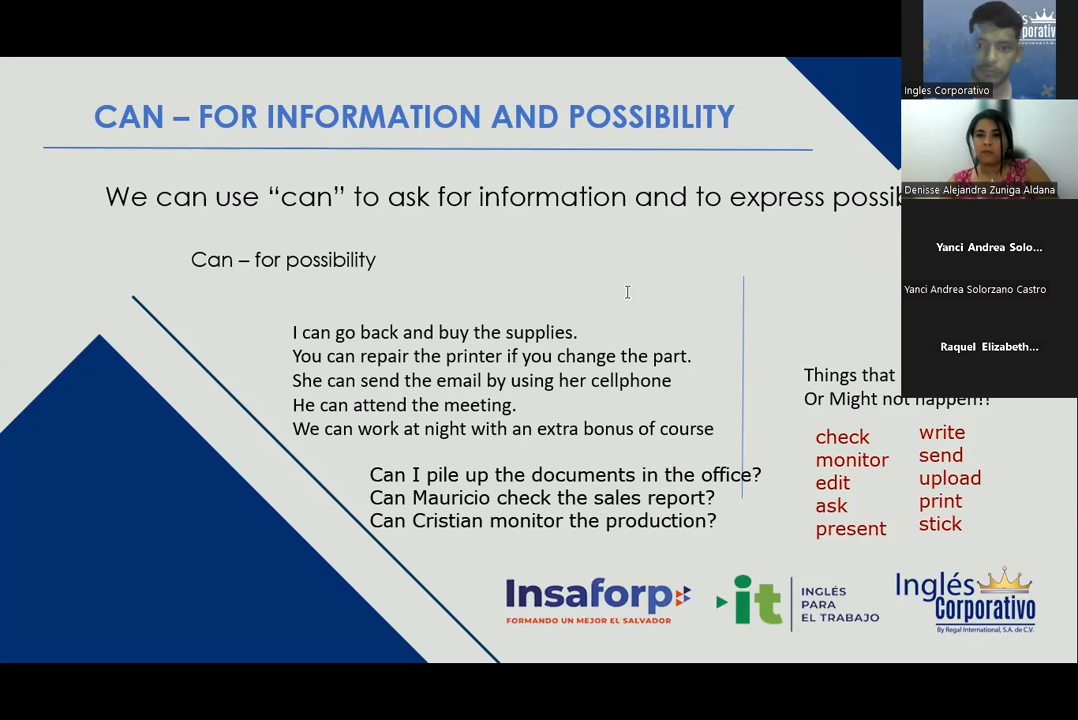 CAN – FOR INFORMATION AND POSSIBILITY
We can use “can” to ask for information and to express
Can – for possibility
I can go back and buy the supplies.
You can repair the printer if you change the part.
She can send the email by using her cellphone
He can attend the meeting.
We can work at night with an extra bonus of course
Can I pile up the documents in the office?
Can Mauricio check the sales report?
Can Cristian monitor the production?
Things that
Or Might not happen!!
check
monitor
edit
ask
present
write
send
upload
print
stick
Insaforp
FORMANDO UN MEJOR EL SALVADOR
it
INGLÉS
PARA
EL TRABAJO
Inglés
Corporativo
By Regal International, S.A. de C.V.
Ingles Corporativo
Denisse Alejandra Zuniga Aldana
Yanci Andrea Solo...
Yanci Andrea Solorzano Castro
Raquel Elizabeth...